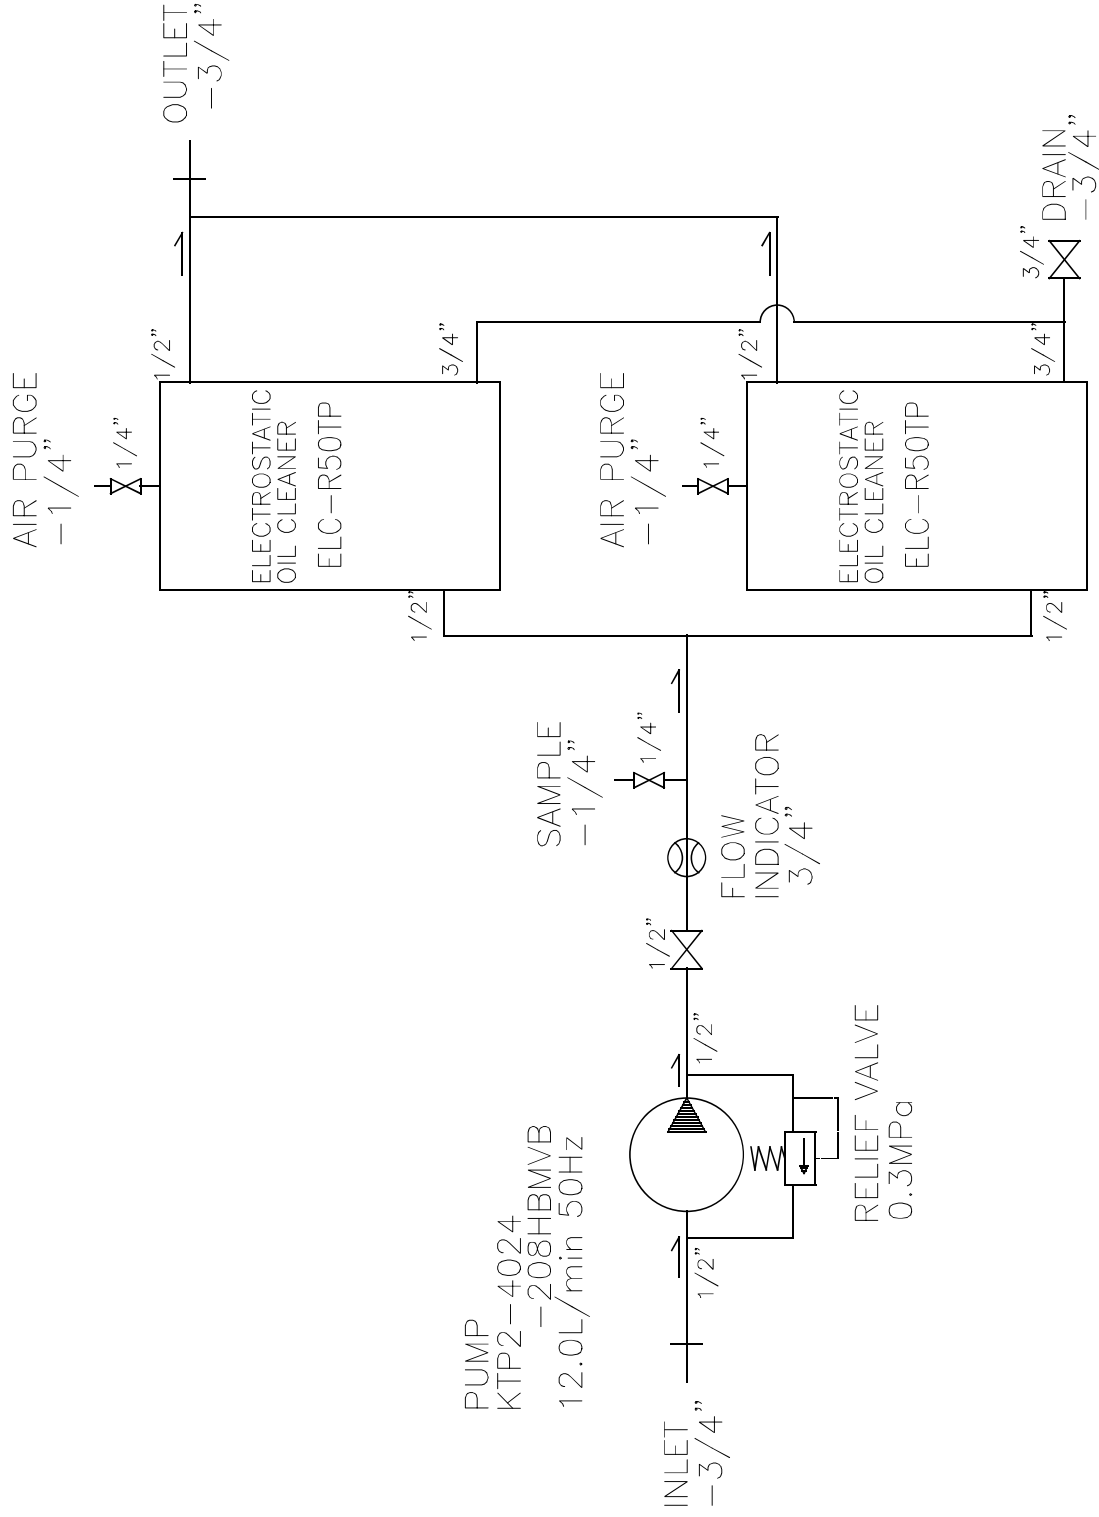 INLET
-3/4"
PUMP
KTP2-4024
-208HBMVB
12.0L/min 50Hz
1/2"
RELIEF VALVE
0.3MPa
1/2"
1/2"
FLOW
INDICATOR
3/4"
SAMPLE
-1/4"
1/4"
1/2"
1/2"
AIR PURGE
-1/4"
1/4"
ELECTROSTATIC
OIL CLEANER
ELC-R50TP
1/2"
3/4"
AIR PURGE
-1/4"
1/4"
ELECTROSTATIC
OIL CLEANER
ELC-R50TP
1/2"
3/4"
3/4"
DRAIN
-3/4"
OUTLET
-3/4"